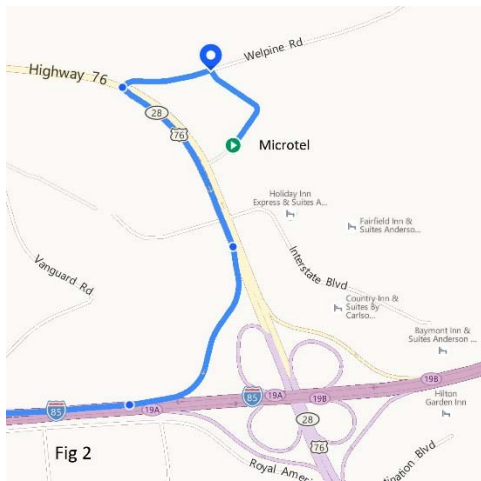 Welpine Rd
Highway 76
28
76
Microtel
Holiday Inn
Express & Suites A...
Fairfield Inn &
Suites Anderso...
Interstate Blvd
Vanguard Rd
Country Inn &
Suites By
Carlso...
Baymont Inn &
Suites Anderson ...
19B
85
19A
85
19A
19B
Hilton
Garden Inn
28
76
Fig 2
Royal Ameri
ination Blvd